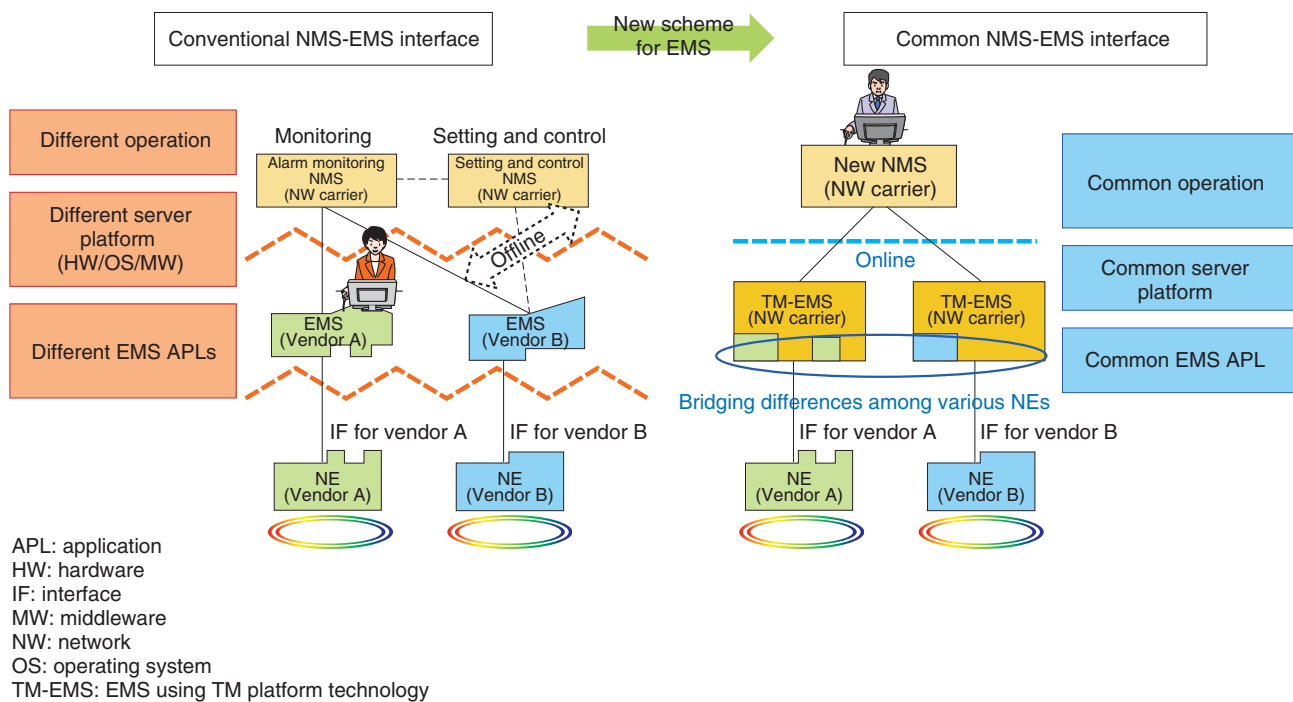 Conventional NMS-EMS interface
New scheme
for EMS
Common NMS-EMS interface
Different operation
Different server
platform
(HW/OS/MW)
Different EMS APLs
Monitoring
Setting and control
Alarm monitoring
NMS
(NW carrier)
Setting and control
NMS
(NW carrier)
Offline
EMS
(Vendor A)
EMS
(Vendor B)
IF for vendor A
IF for vendor B
NE
(Vendor A)
NE
(Vendor B)
New NMS
(NW carrier)
Online
TM-EMS
(NW carrier)
TM-EMS
(NW carrier)
Bridging differences among various NEs
IF for vendor A
IF for vendor B
NE
(Vendor A)
NE
(Vendor B)
Common operation
Common server
platform
Common EMS APL
APL: application
HW: hardware
IF: interface
MW: middleware
NW: network
OS: operating system
TM-EMS: EMS using TM platform technology